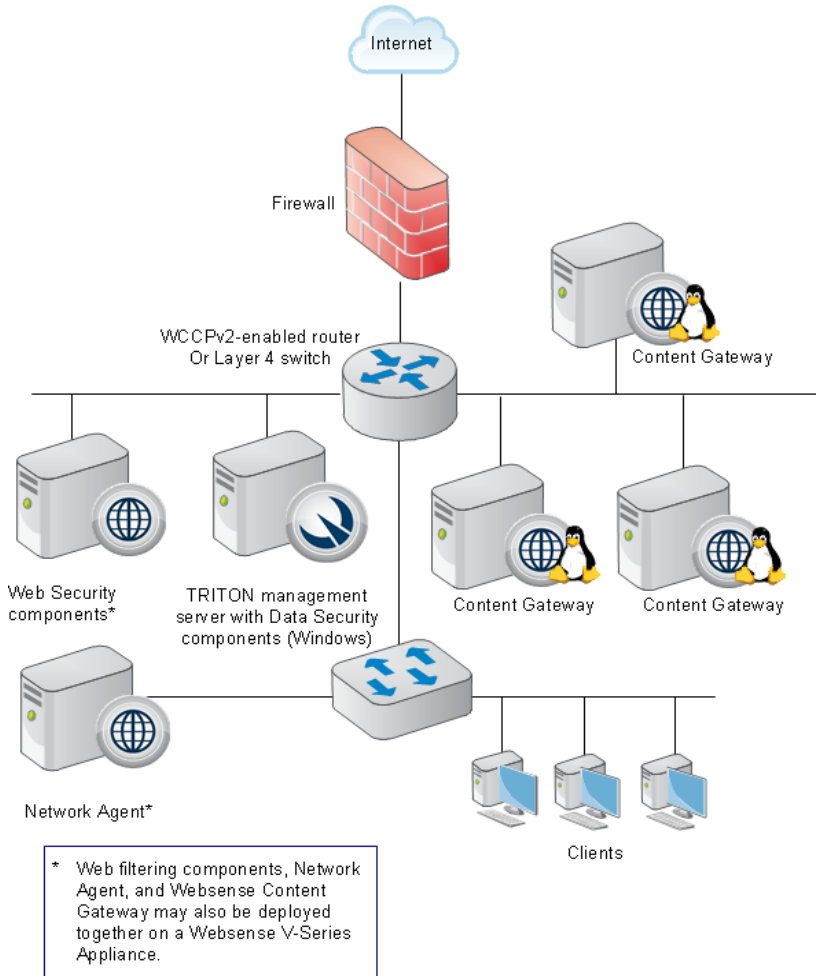 Internet
Firewall
WCCPv2-enabled router
Or Layer 4 switch
Content Gateway
Web Security
components*
TRITON management
server with Data Security
components (Windows)
Content Gateway
Content Gateway
Network Agent*
Clients
* Web filtering components, Network
Agent, and Websense Content
Gateway may also be deployed
together on a Websense V-Series
Appliance.